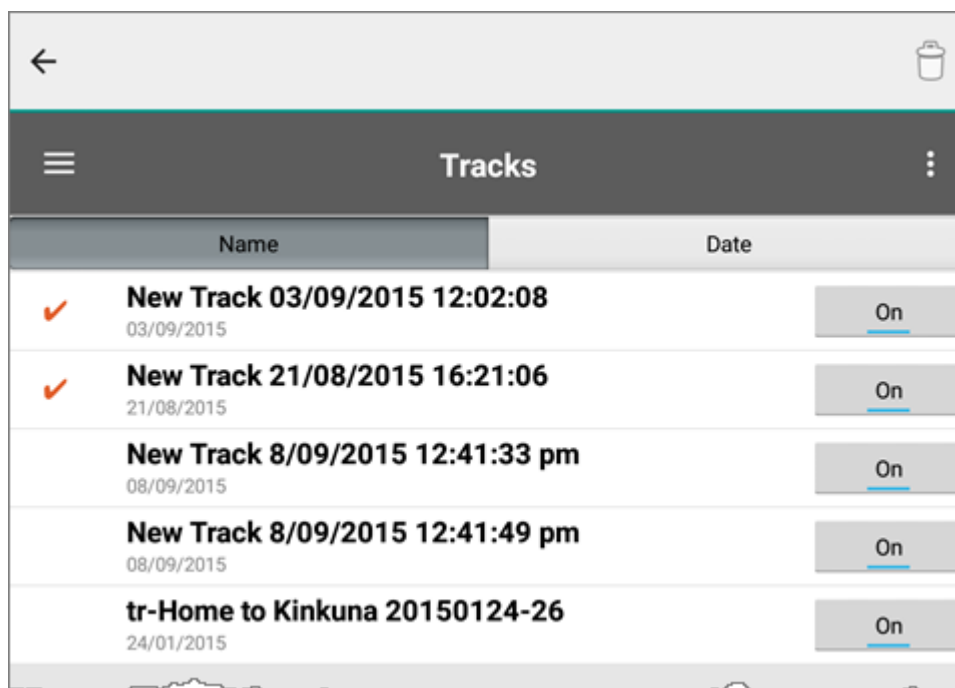 Tracks
Name Date
New Track 03/09/2015 12:02:08 On
03/09/2015
New Track 21/08/2015 16:21:06 On
21/08/2015
New Track 8/09/2015 12:41:33 pm On
08/09/2015
New Track 8/09/2015 12:41:49 pm On
08/09/2015
tr-Home to Kinkuna 20150124-26 On
24/01/2015